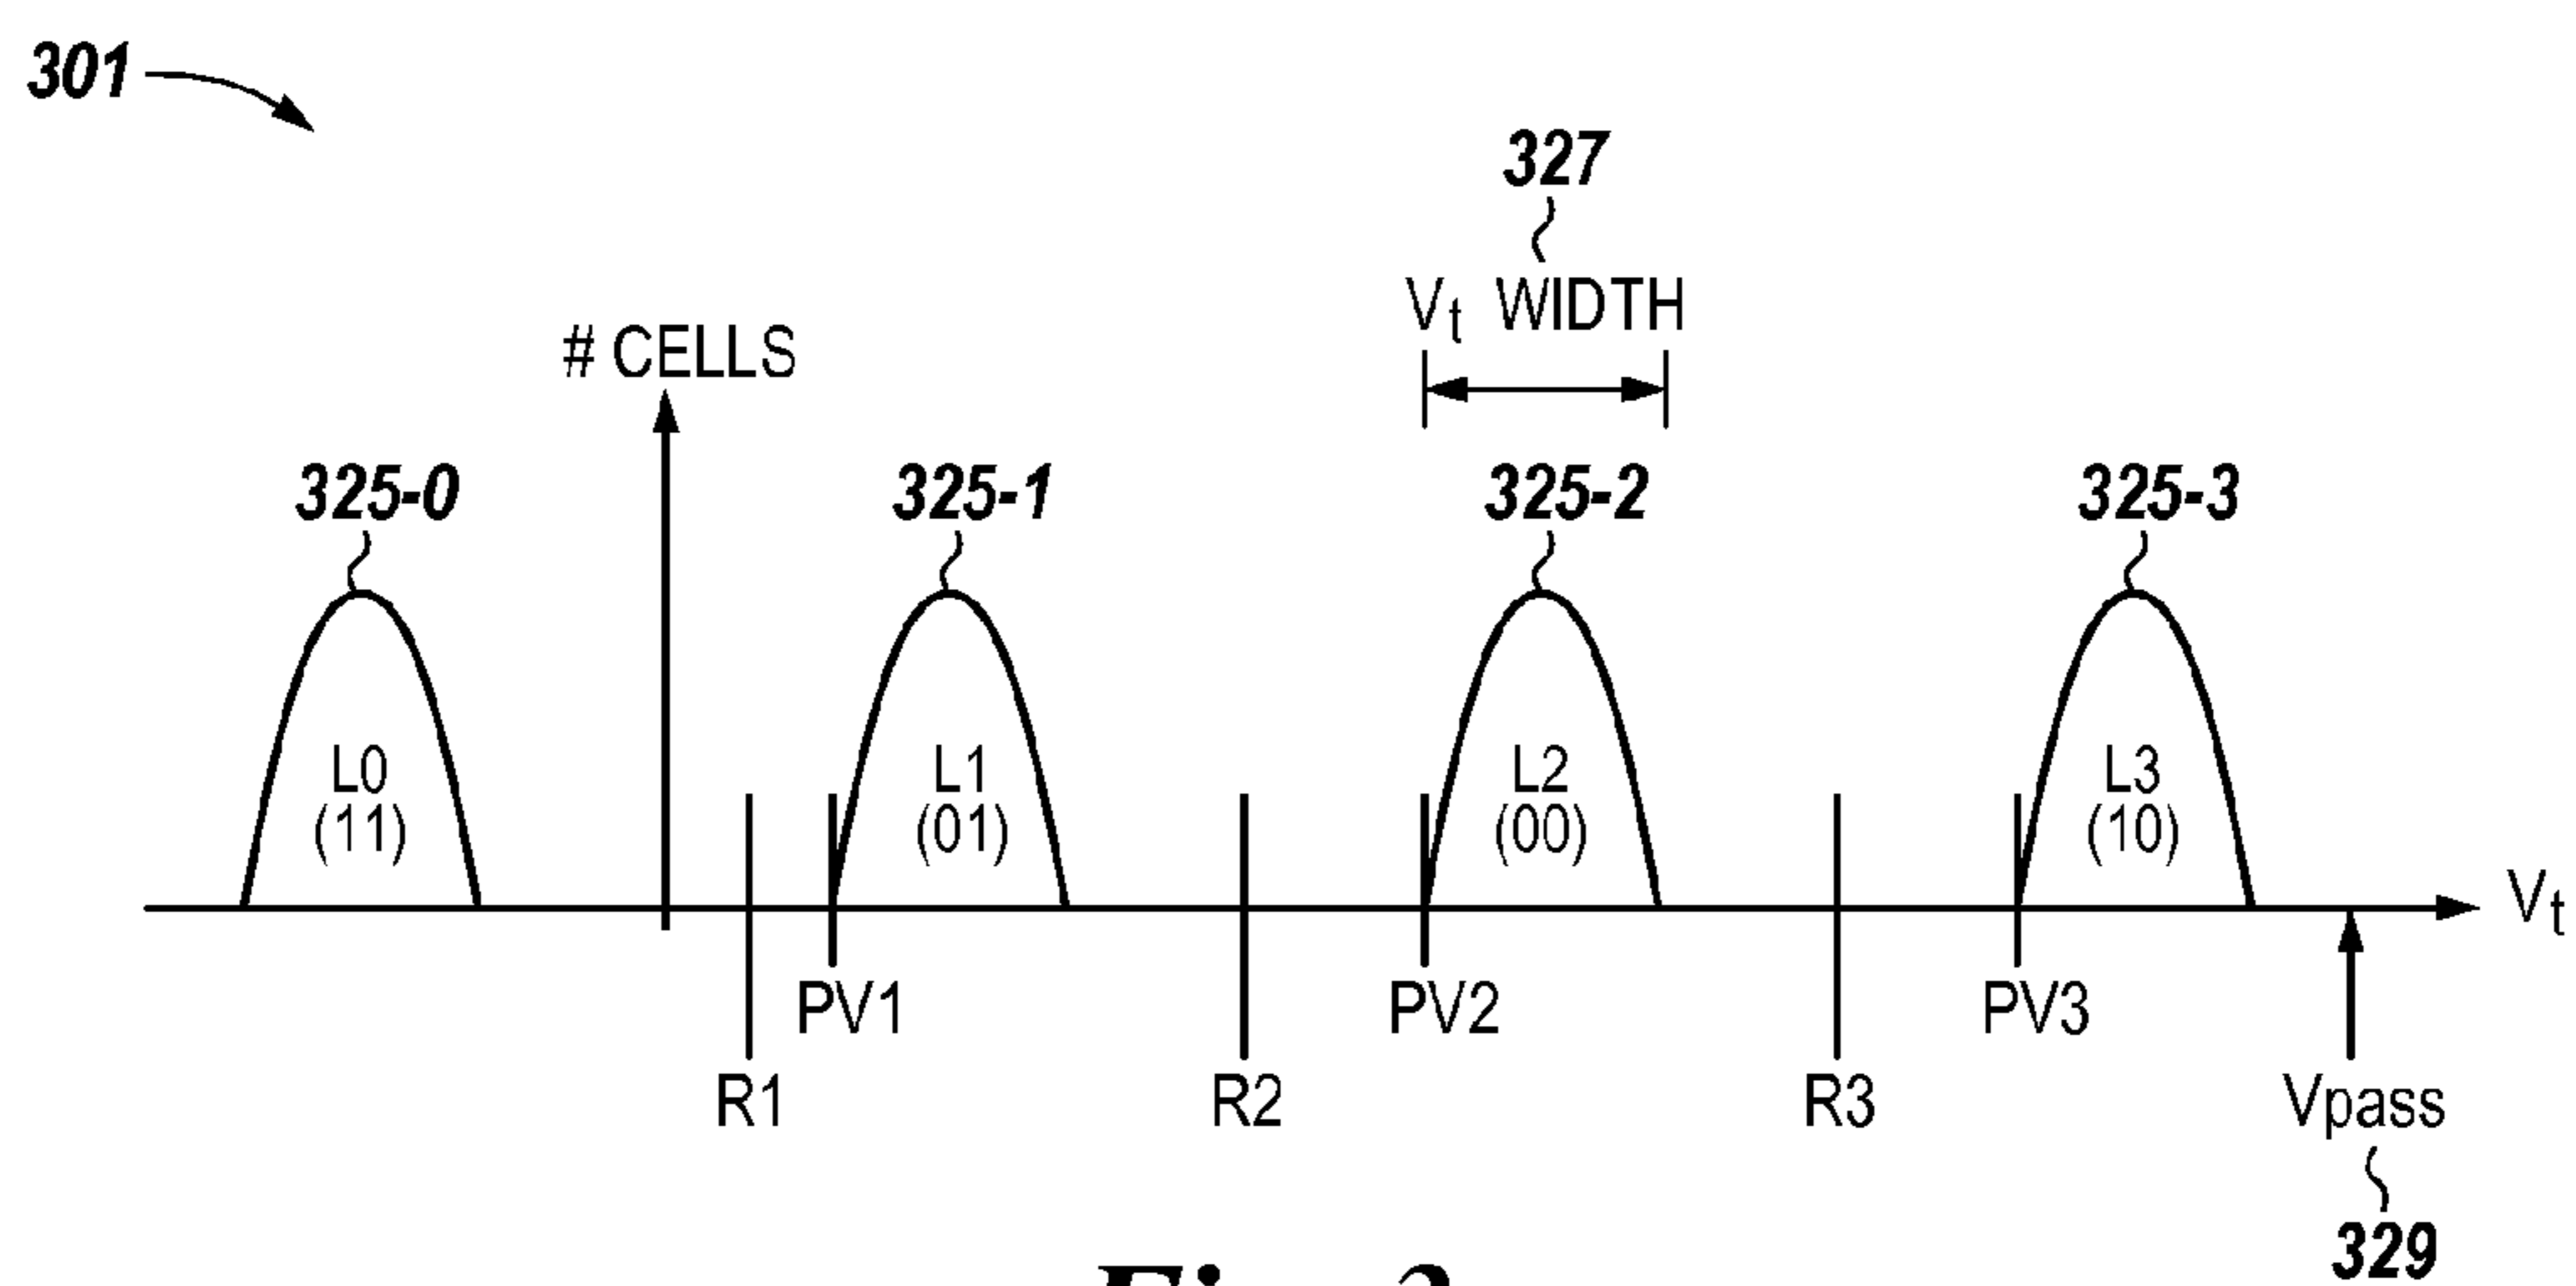 301
327
Vt WIDTH
# CELLS
325-0
325-1
325-2
325-3
L0
(11)
L1
(01)
L2
(00)
L3
(10)
Vt
PV1
PV2
PV3
R1
R2
R3
Vpass
329